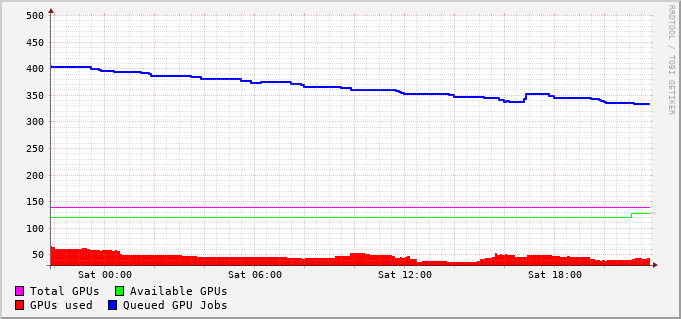 RRDTOOL / TOBI OETIKER
500
450
400
350
300
250
200
150
100
50
Sat 00:00 Sat 06:00 Sat 12:00 Sat 18:00
Total GPUs Available GPUs
GPUs used Queued GPU Jobs